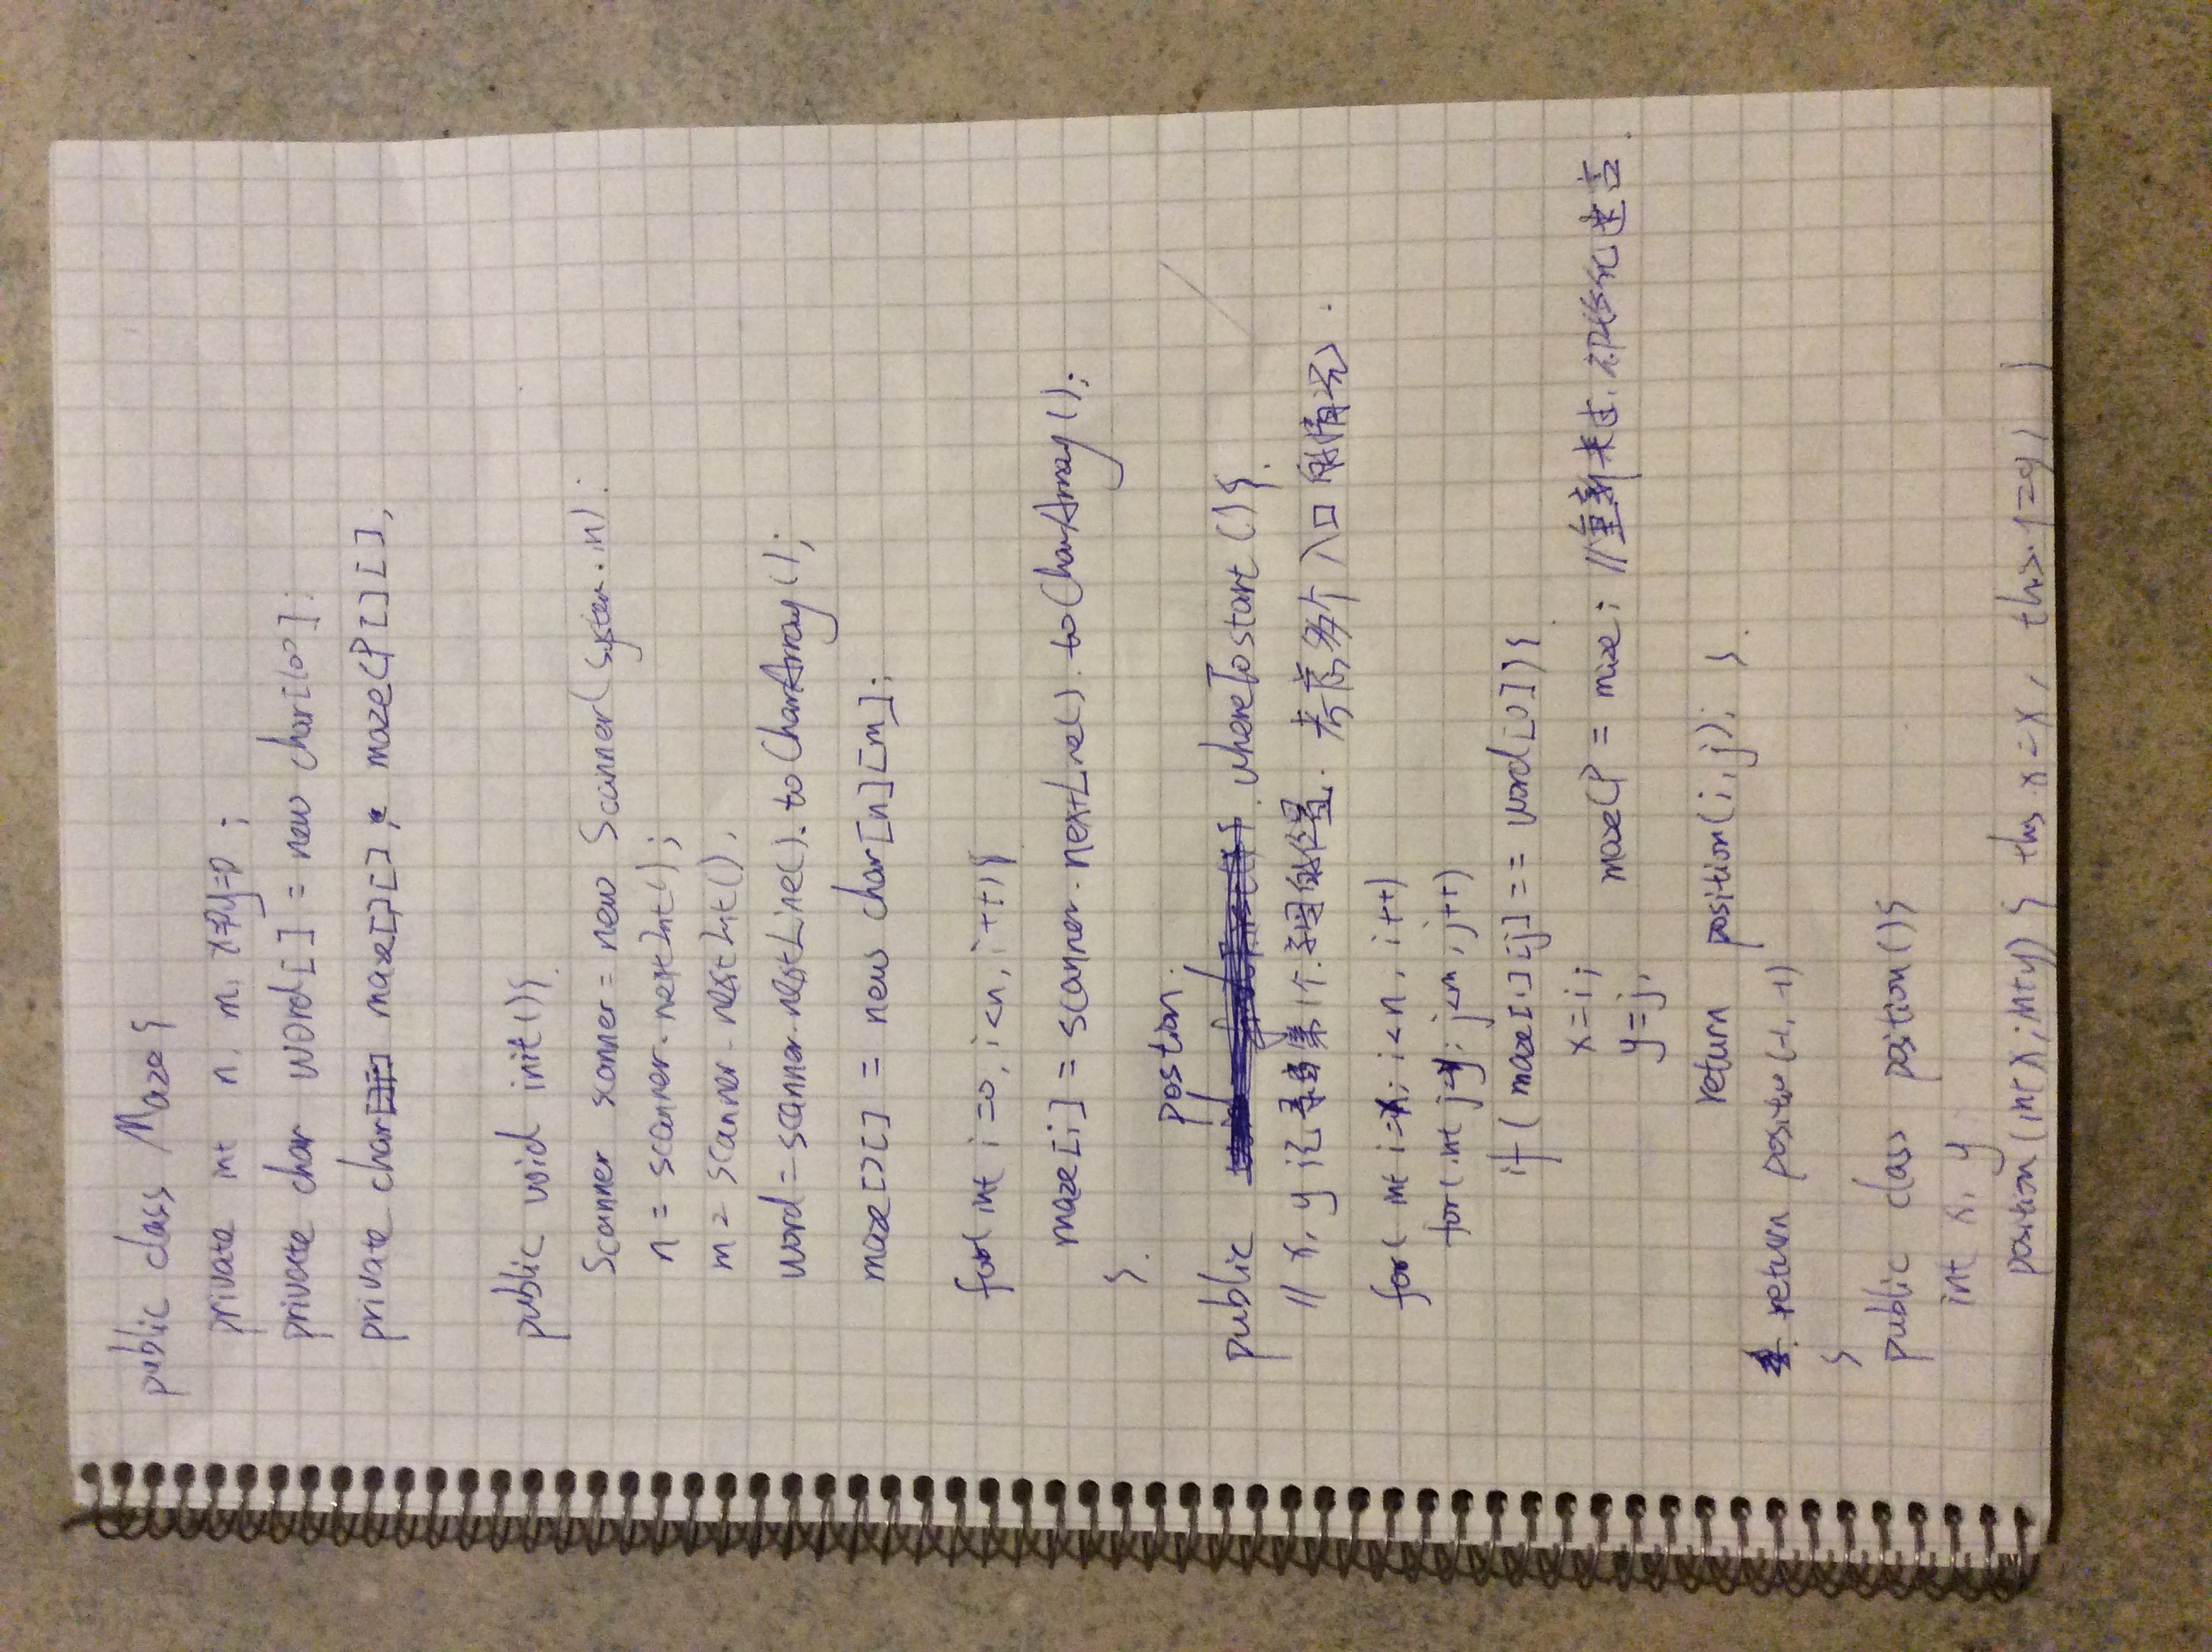 public class Maze{
private int n, m, x=0,y=0 ;
private char word[] = new char[100];
private char maze[][], mazeCP[][],
public void init(){
Scanner scanner = new Scanner(system.in);
n = scanner.nextInt();
m = scanner.nextInt(),
word = scanner.nextLine().toCharArray();
maze[][] = new char[n][m];
for(int i=0, i<n, i++){
maze[i] = scanner.nextLine().toCharArray();
}
postion
public whereTostart(){
// x, y 记录当第1个字母的位置. 考虑多个入口的情况.
for( int i=x; i<n, i++)
for(int j=y; j<m, j++)
if( maze[i][j] == word[0]){
x=i;
mazeCP = maze; //重新来过, 初始化迷宫.
y=j,
return position(i,j); }
return position(-1, -1)
}
public class position(){
int x, y
position(int x; int y) { this.x=x, this.y=y; }